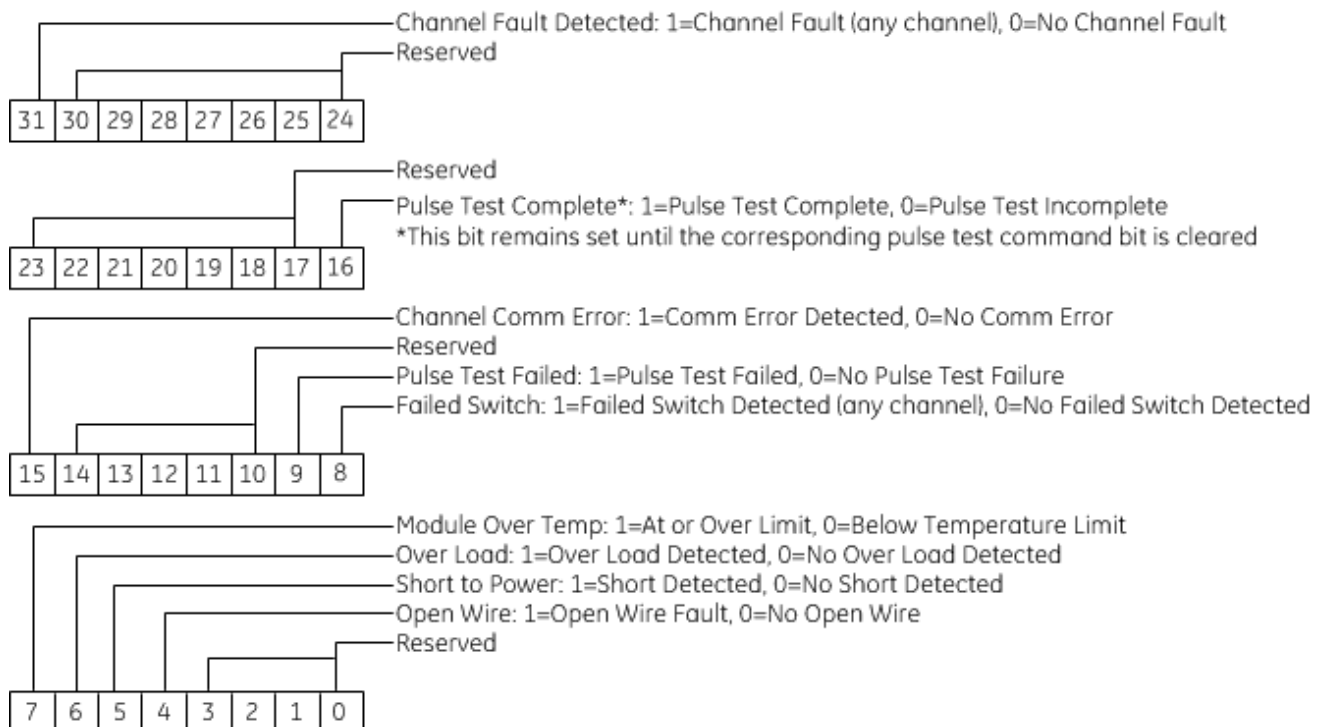 Channel Fault Detected: 1=Channel Fault (any channel), 0=No Channel Fault
Reserved
31 30 29 28 27 26 25 24
Reserved
Pulse Test Complete*: 1=Pulse Test Complete, 0=Pulse Test Incomplete
*This bit remains set until the corresponding pulse test command bit is cleared
23 22 21 20 19 18 17 16
Channel Comm Error: 1=Comm Error Detected, 0=No Comm Error
Reserved
Pulse Test Failed: 1=Pulse Test Failed, 0=No Pulse Test Failure
Failed Switch: 1=Failed Switch Detected (any channel), 0=No Failed Switch Detected
15 14 13 12 11 10 9 8
Module Over Temp: 1=At or Over Limit, 0=Below Temperature Limit
Over Load: 1=Over Load Detected, 0=No Over Load Detected
Short to Power: 1=Short Detected, 0=No Short Detected
Open Wire: 1=Open Wire Fault, 0=No Open Wire
Reserved
7 6 5 4 3 2 1 0